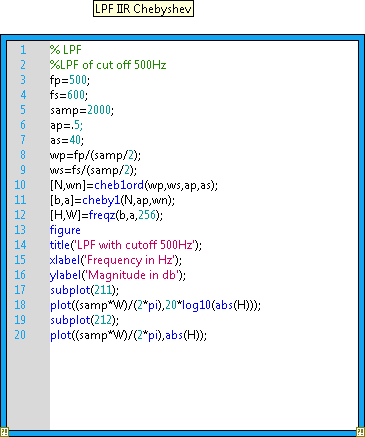 LPF IIR Chebyshev
1 % LPF
2 %LPF of cut off 500Hz
3 fp=500;
4 fs=600;
5 samp=2000;
6 ap=.5;
7 as=40;
8 wp=fp/(samp/2);
9 ws=fs/(samp/2);
10 [N,wn]=cheb1ord(wp,ws,ap,as);
11 [b,a]=cheby1(N,ap,wn);
12 [H,W]=freqz(b,a,256);
13 figure
14 title('LPF with cutoff 500Hz');
15 xlabel('Frequency in Hz');
16 ylabel('Magnitude in db');
17 subplot(211);
18 plot((samp*W)/(2*pi),20*log10(abs(H)));
19 subplot(212);
20 plot((samp*W)/(2*pi),abs(H));